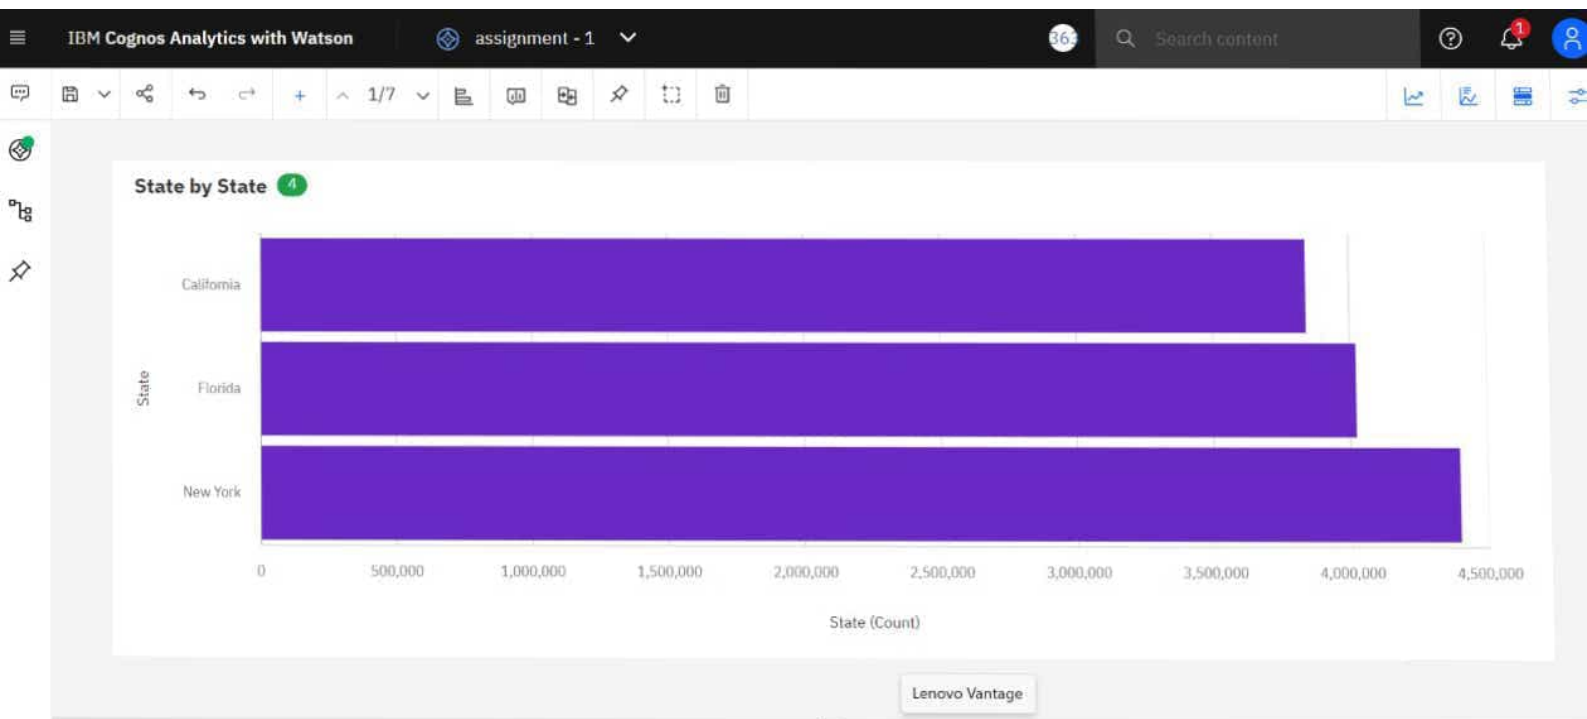 IBM Cognos Analytics with Watson
assignment - 1
363
Search content
1
1/7
State by State 4
California
Florida
New York
State
0 500,000 1,000,000 1,500,000 2,000,000 2,500,000 3,000,000 3,500,000 4,000,000 4,500,000
State (Count)
Lenovo Vantage